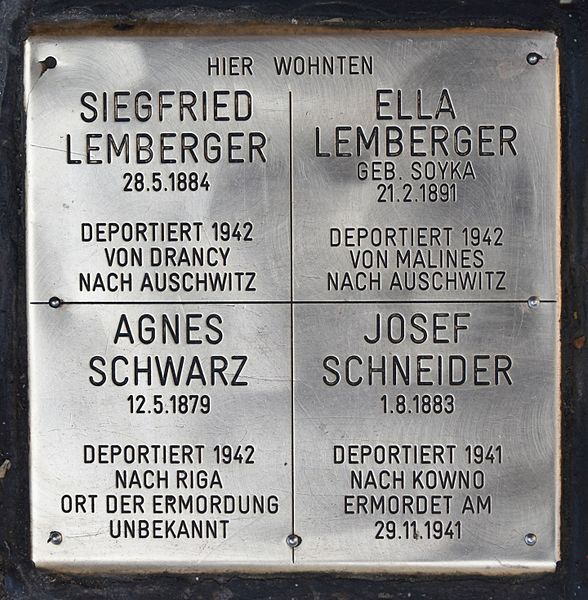 HIER WOHNTEN
SIEGFRIED
LEMBERGER
28.5.1884
DEPORTIERT 1942
VON DRANCY
NACH AUSCHWITZ
ELLA
LEMBERGER
GEB. SOYKA
21.2.1891
DEPORTIERT 1942
VON MALINES
NACH AUSCHWITZ
AGNES
SCHWARZ
12.5.1879
DEPORTIERT 1942
NACH RIGA
ORT DER ERMORDUNG
UNBEKANNT
JOSEF
SCHNEIDER
1.8.1883
DEPORTIERT 1941
NACH KOWNO
ERMORDET AM
29.11.1941